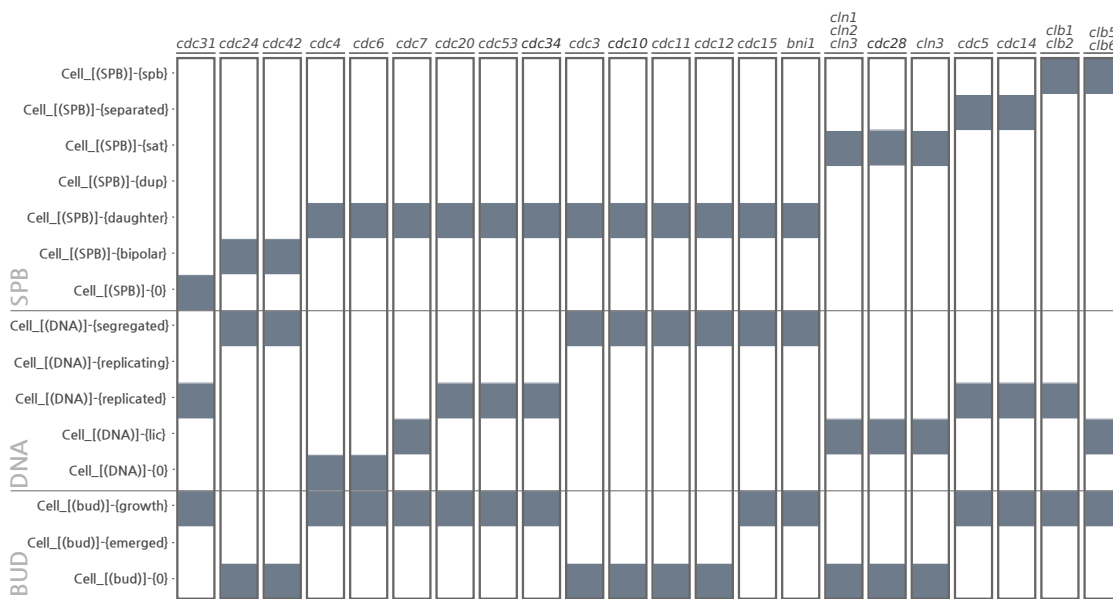 cln1
cln2 clb1 clb5
cdc31 cdc24 cdc42 cdc4 cdc6 cdc7 cdc20 cdc53 cdc34 cdc3 cdc10 cdc11 cdc12 cdc15 bni1 cln3 cdc28 cln3 cdc5 cdc14 clb2 clb6
Cell_[(SPB)]-{spb}
Cell_[(SPB)]-{separated}
Cell_[(SPB)]-{sat}
Cell_[(SPB)]-{dup}
Cell_[(SPB)]-{daughter}
Cell_[(SPB)]-{bipolar}
Cell_[(SPB)]-{0}
SPB
Cell_[(DNA)]-{segregated}
Cell_[(DNA)]-{replicating}
Cell_[(DNA)]-{replicated}
Cell_[(DNA)]-{lic}
Cell_[(DNA)]-{0}
DNA
Cell_[(bud)]-{growth}
Cell_[(bud)]-{emerged}
Cell_[(bud)]-{0}
BUD